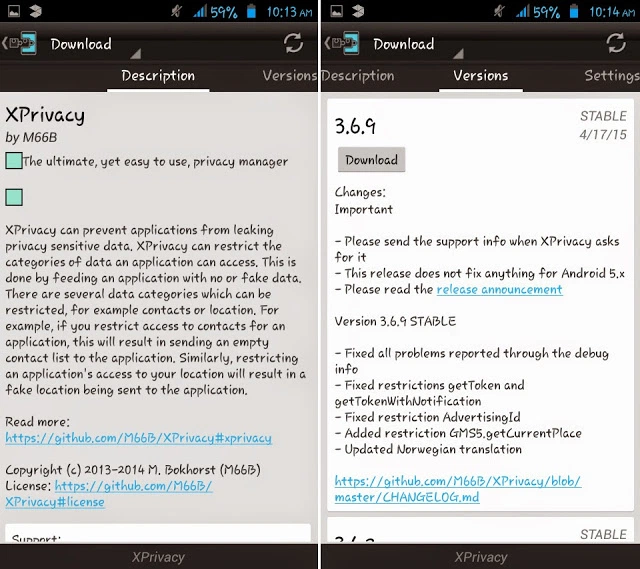 59% 10:13 AM
Download
Description Versions
XPrivacy
by M66B
The ultimate, yet easy to use, privacy manager
XPrivacy can prevent applications from leaking
privacy sensitive data. XPrivacy can restrict the
categories of data an application can access. This is
done by feeding an application with no or fake data.
There are several data categories which can be
restricted, for example contacts or location. For
example, if you restrict access to contacts for an
application, this will result in sending an empty
contact list to the application. Similarly, restricting
an application's access to your location will result in a
fake location being sent to the application.
Read more:
https://github.com/M66B/XPrivacy#xprivacy
Copyright (c) 2013-2014 M. Bokhorst (M66B)
License: https://github.com/M66B/
XPrivacy#license
Support:
XPrivacy
59% 10:14 AM
Download
Description Versions Settings
3.6.9
STABLE
4/17/15
Download
Changes:
Important
- Please send the support info when XPrivacy asks
for it
- This release does not fix anything for Android 5.x
- Please read the release announcement
Version 3.6.9 STABLE
- Fixed all problems reported through the debug
info
- Fixed restrictions getToken and
getTokenWithNotification
- Fixed restriction AdvertisingId
- Added restriction GMS5.getCurrentPlace
- Updated Norwegian translation
https://github.com/M66B/XPrivacy/blob/
master/CHANGELOG.md
STABLE
XPrivacy